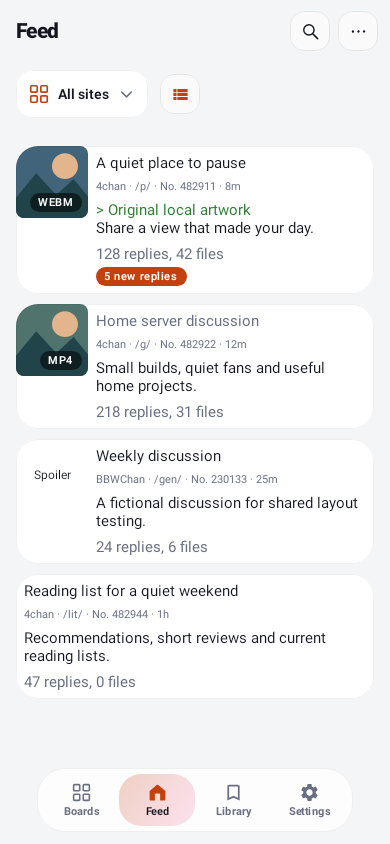 Feed
All sites
WEBM
A quiet place to pause
4chan · /p/ · No. 482911 · 8m
> Original local artwork
Share a view that made your day.
128 replies, 42 files
5 new replies
MP4
Home server discussion
4chan · /g/ · No. 482922 · 12m
Small builds, quiet fans and useful
home projects.
218 replies, 31 files
Spoiler
Weekly discussion
BBWChan · /gen/ · No. 230133 · 25m
A fictional discussion for shared layout
testing.
24 replies, 6 files
Reading list for a quiet weekend
4chan · /lit/ · No. 482944 · 1h
Recommendations, short reviews and current
reading lists.
47 replies, 0 files
Boards
Feed
Library
Settings